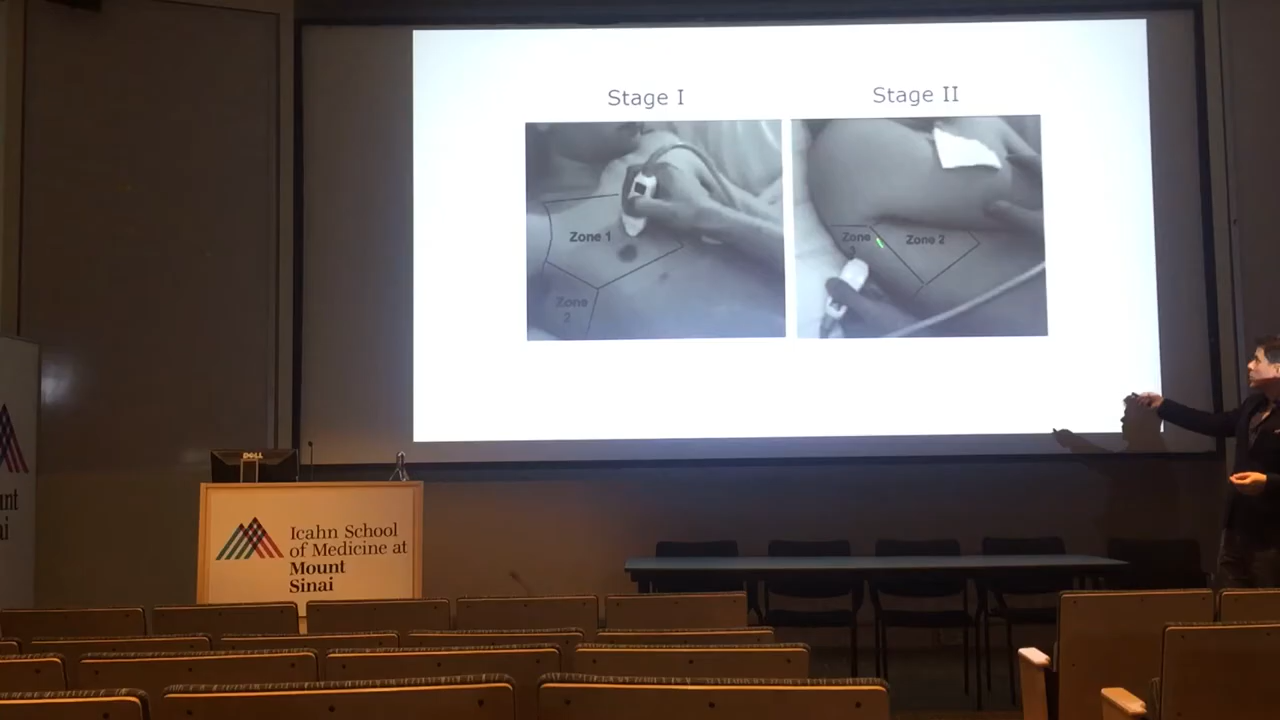 Stage I
Stage II
Zone 1
Zone
2
Zone
Zone 2
DELL
Icahn School
of Medicine at
Mount
Sinai